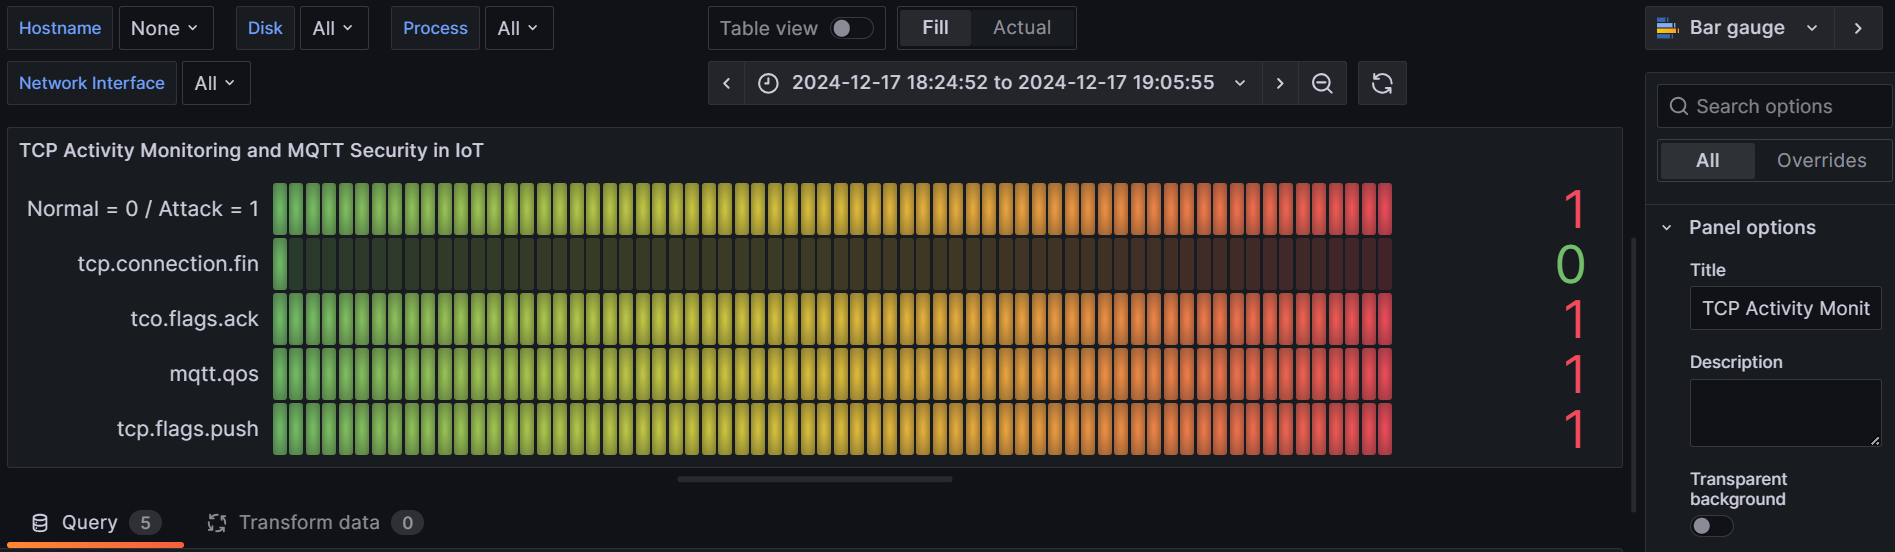 Hostname None Disk All Process All Table view Fill Actual Bar gauge
Network Interface All 2024-12-17 18:24:52 to 2024-12-17 19:05:55
Search options
All Overrides
TCP Activity Monitoring and MQTT Security in IoT
Normal = 0 / Attack = 1 1
tcp.connection.fin 0
tco.flags.ack 1
mqtt.qos 1
tcp.flags.push 1
Panel options
Title
TCP Activity Monit
Description
Transparent
background
Query 5 Transform data 0